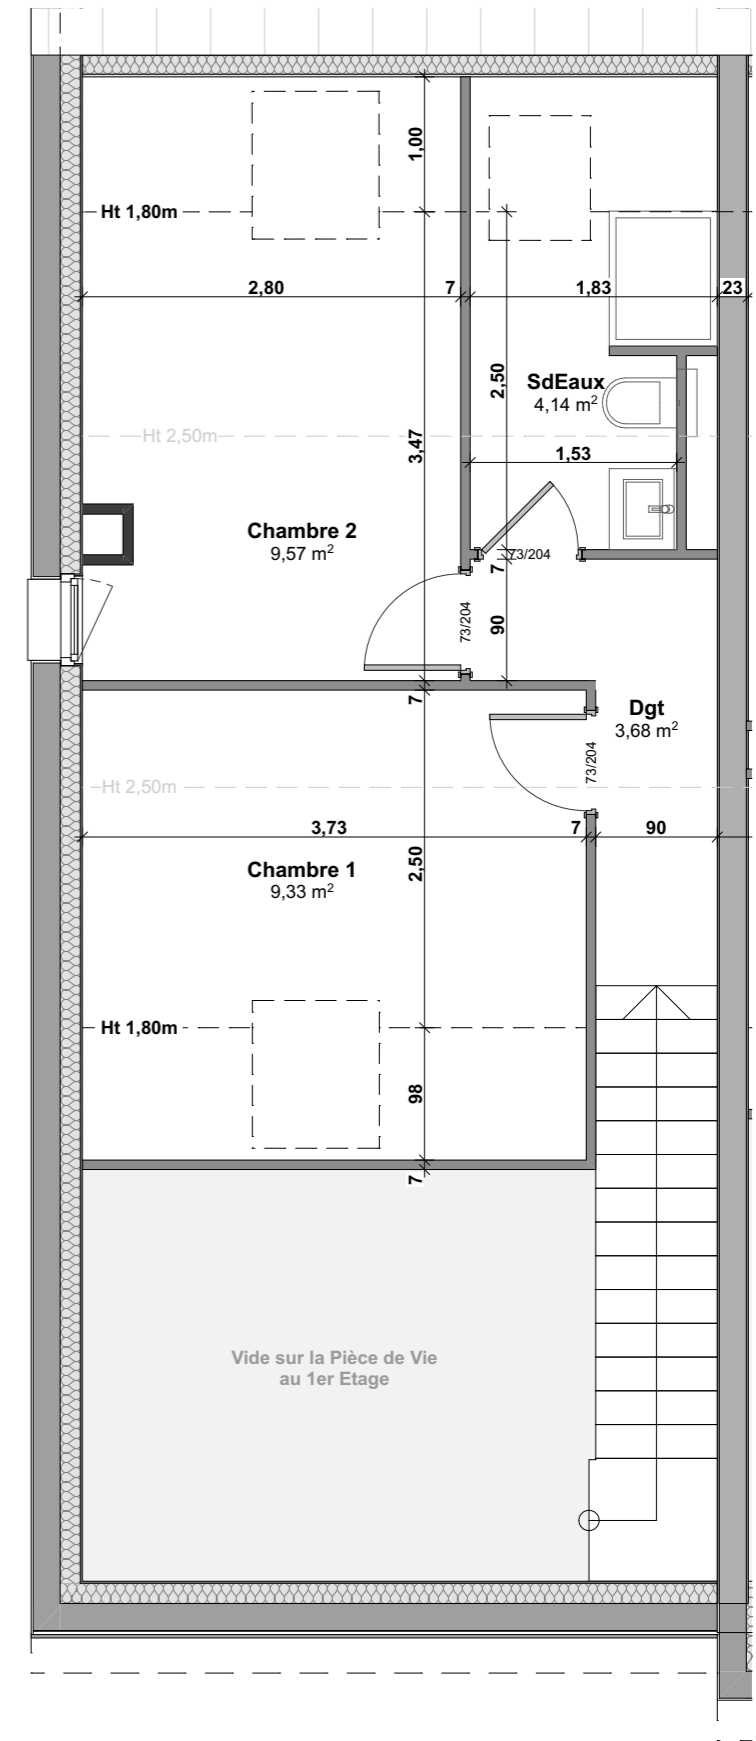 1,00
Ht 1,80m
2,80
7
1,83
23
2,50
SdEaux
4,14 m²
Ht 2,50m
3,47
1,53
Chambre 2
9,57 m²
73/204
7
73/204
90
7
Dgt
3,68 m²
73/204
Ht 2,50m
3,73
7
90
2,50
Chambre 1
9,33 m²
Ht 1,80m
98
7
Vide sur la Pièce de Vie
au 1er Etage